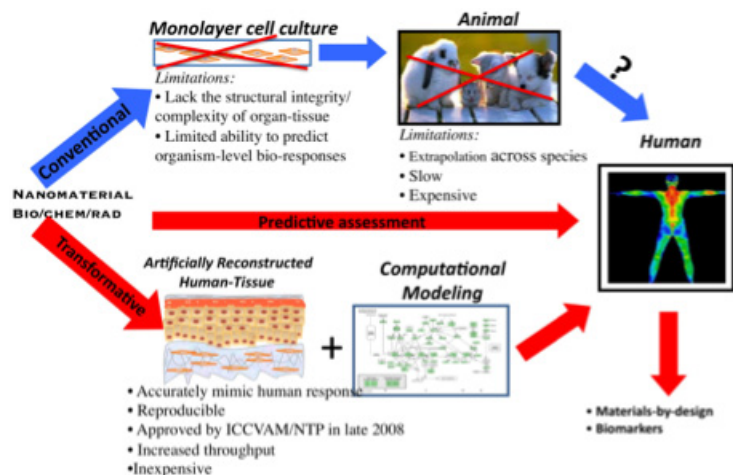 Monolayer cell culture
Limitations:
• Lack the structural integrity/
complexity of organ-tissue
• Limited ability to predict
organism-level bio-responses
Animal
Limitations:
• Extrapolation across species
• Slow
• Expensive
?
Human
Conventional
NANOMATERIAL
BIO/CHEM/RAD
Predictive assessment
Transformative
Artificially Reconstructed
Human-Tissue
+
Computational
Modeling
• Accurately mimic human response
• Reproducible
• Approved by ICCVAM/NTP in late 2008
• Increased throughput
•Inexpensive
• Materials-by-design
• Biomarkers